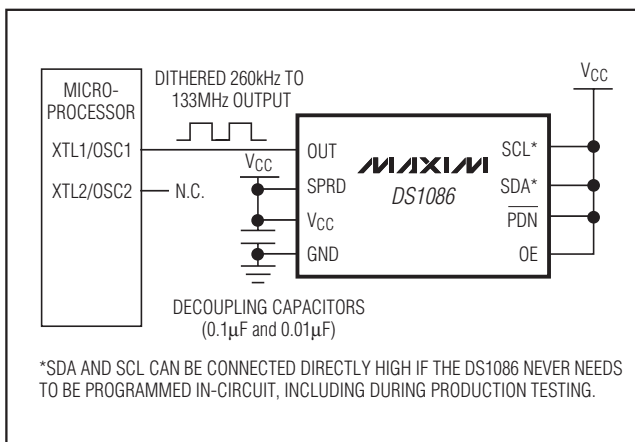 MICRO-
PROCESSOR
XTL1/OSC1
XTL2/OSC2
DITHERED 260kHz TO
133MHz OUTPUT
N.C.
VCC
DECOUPLING CAPACITORS
(0.1µF and 0.01µF)
OUT
SPRD
VCC
GND
MAXIM
DS1086
SCL*
SDA*
PDN
OE
VCC
*SDA AND SCL CAN BE CONNECTED DIRECTLY HIGH IF THE DS1086 NEVER NEEDS
TO BE PROGRAMMED IN-CIRCUIT, INCLUDING DURING PRODUCTION TESTING.